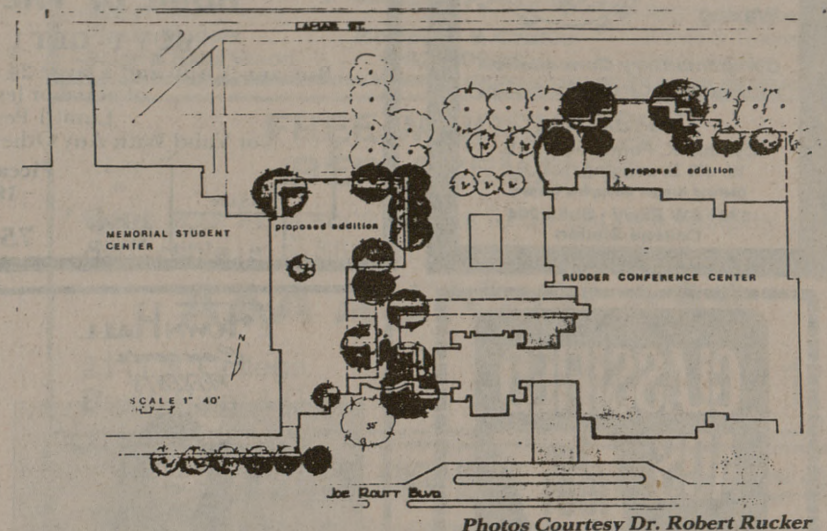 LAMAR ST.
proposed addition
MEMORIAL STUDENT
CENTER
proposed addition
RUDDER CONFERENCE CENTER
N
SCALE 1" 40'
35'
JOE ROUTT BLVD
Photos Courtesy Dr. Robert Rucker